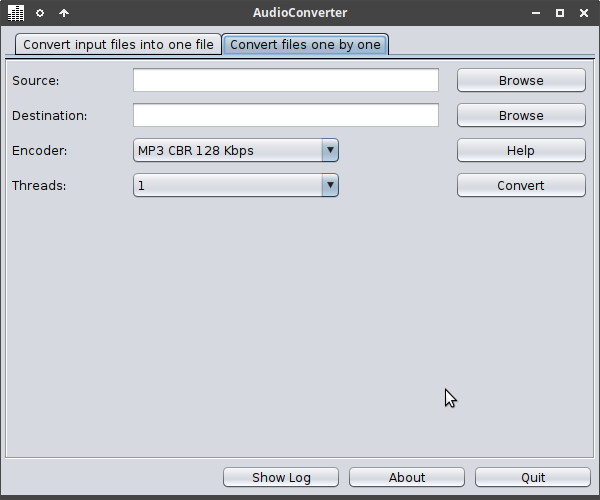 AudioConverter
Convert input files into one file Convert files one by one
Source: Browse
Destination: Browse
Encoder: MP3 CBR 128 Kbps Help
Threads: 1 Convert
Show Log About Quit